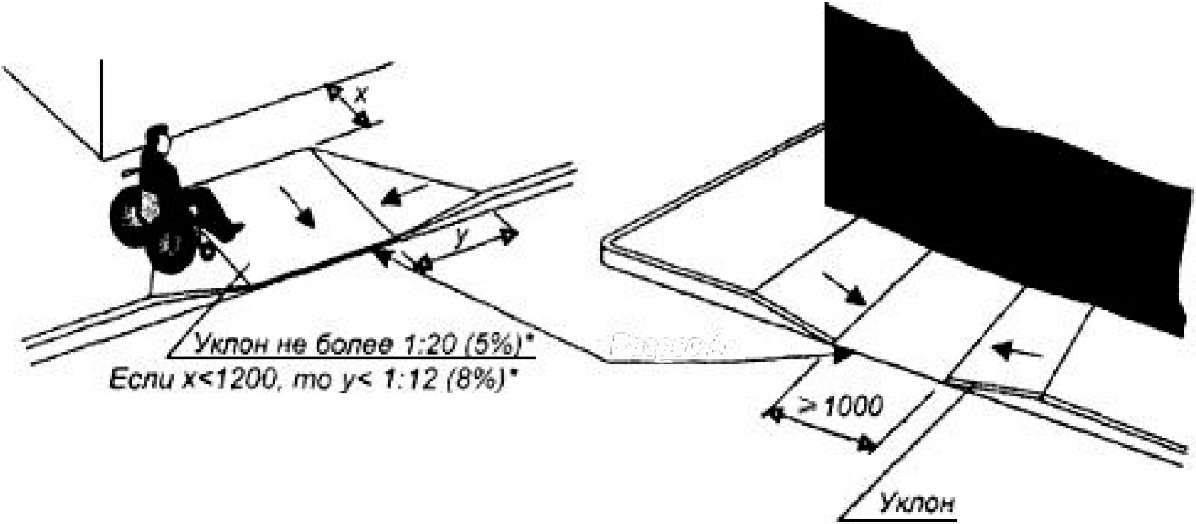 x
y
Уклон не более 1:20 (5%)*
Если x<1200, то y< 1:12 (8%)*
≥1000
Уклон